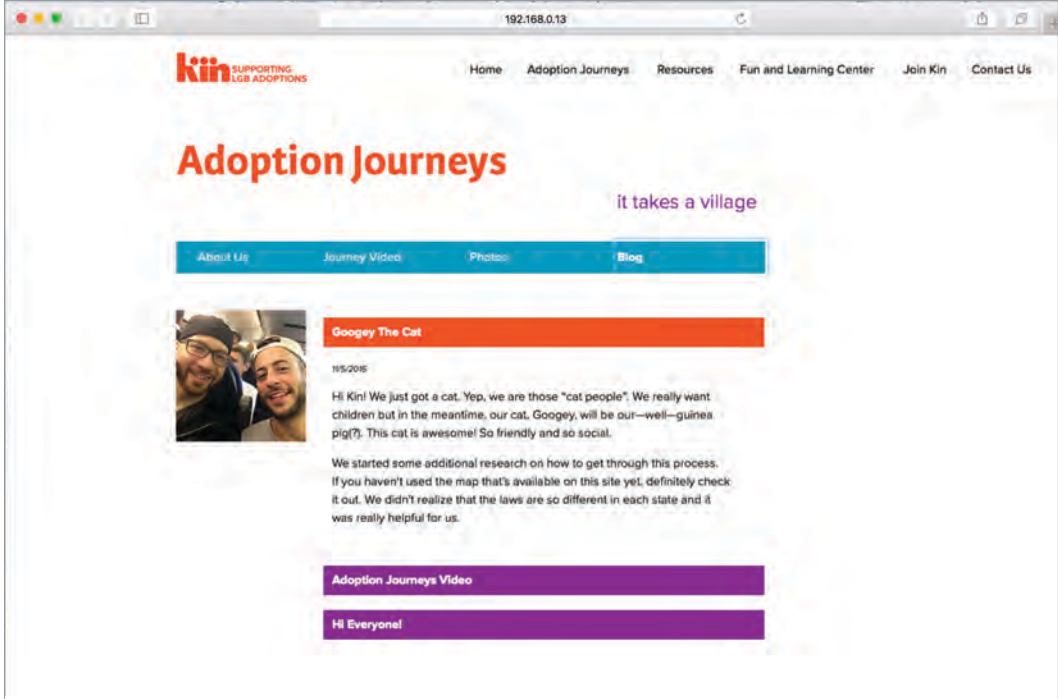 192.168.0.13
kiin SUPPORTING
LGB ADOPTIONS
Home Adoption Journeys Resources Fun and Learning Center Join Kin Contact Us
Adoption Journeys
it takes a village
About Us Journey Video Photos Blog
Googey The Cat
11/5/2015
Hi Kin! We just got a cat. Yep, we are those "cat people". We really want
children but in the meantime, our cat, Googey, will be our—well—guinea
pig(?). This cat is awesome! So friendly and so social.
We started some additional research on how to get through this process.
If you haven't used the map that's available on this site yet, definitely check
it out. We didn't realize that the laws are so different in each state and it
was really helpful for us.
Adoption Journeys Video
Hi Everyone!